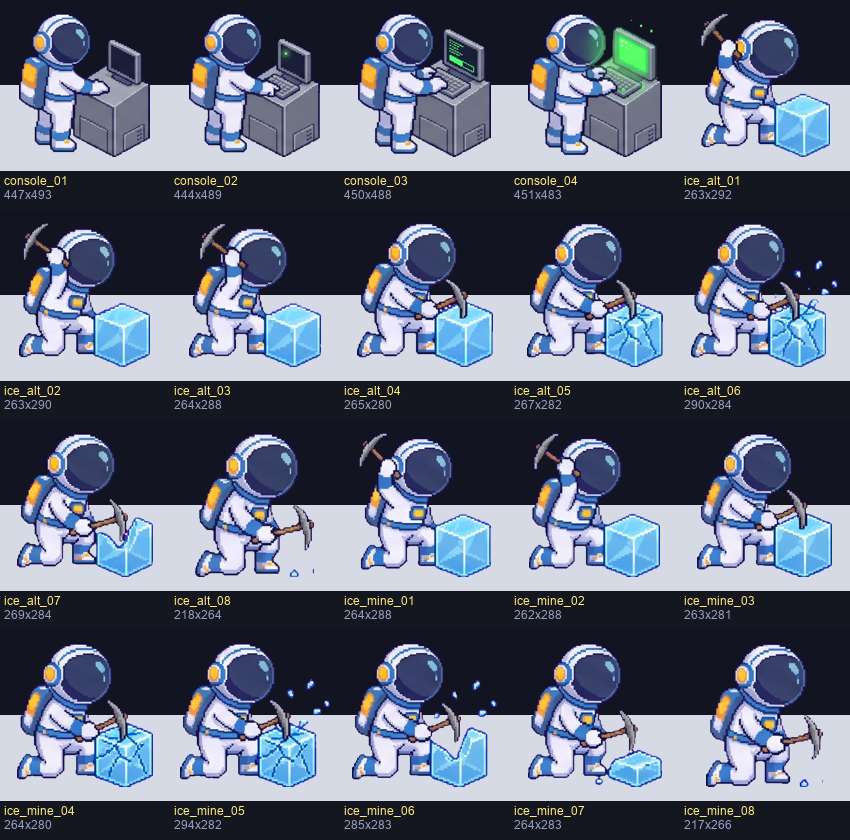 console_01
447x493
console_02
444x489
console_03
450x488
console_04
451x483
ice_alt_01
263x292
ice_alt_02
263x290
ice_alt_03
264x288
ice_alt_04
265x280
ice_alt_05
267x282
ice_alt_06
290x284
ice_alt_07
269x284
ice_alt_08
218x264
ice_mine_01
264x288
ice_mine_02
262x288
ice_mine_03
263x281
ice_mine_04
264x280
ice_mine_05
294x282
ice_mine_06
285x283
ice_mine_07
264x283
ice_mine_08
217x266